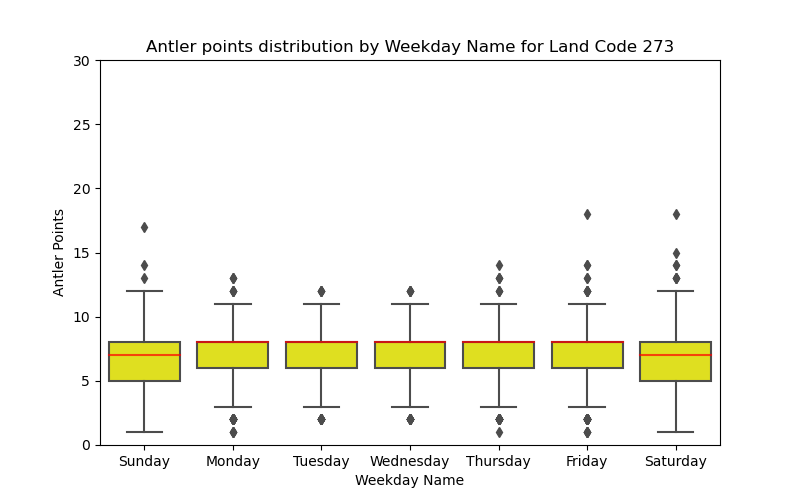 Antler points distribution by Weekday Name for Land Code 273
30
25
20
15
10
5
0
Antler Points
Sunday Monday Tuesday Wednesday Thursday Friday Saturday
Weekday Name